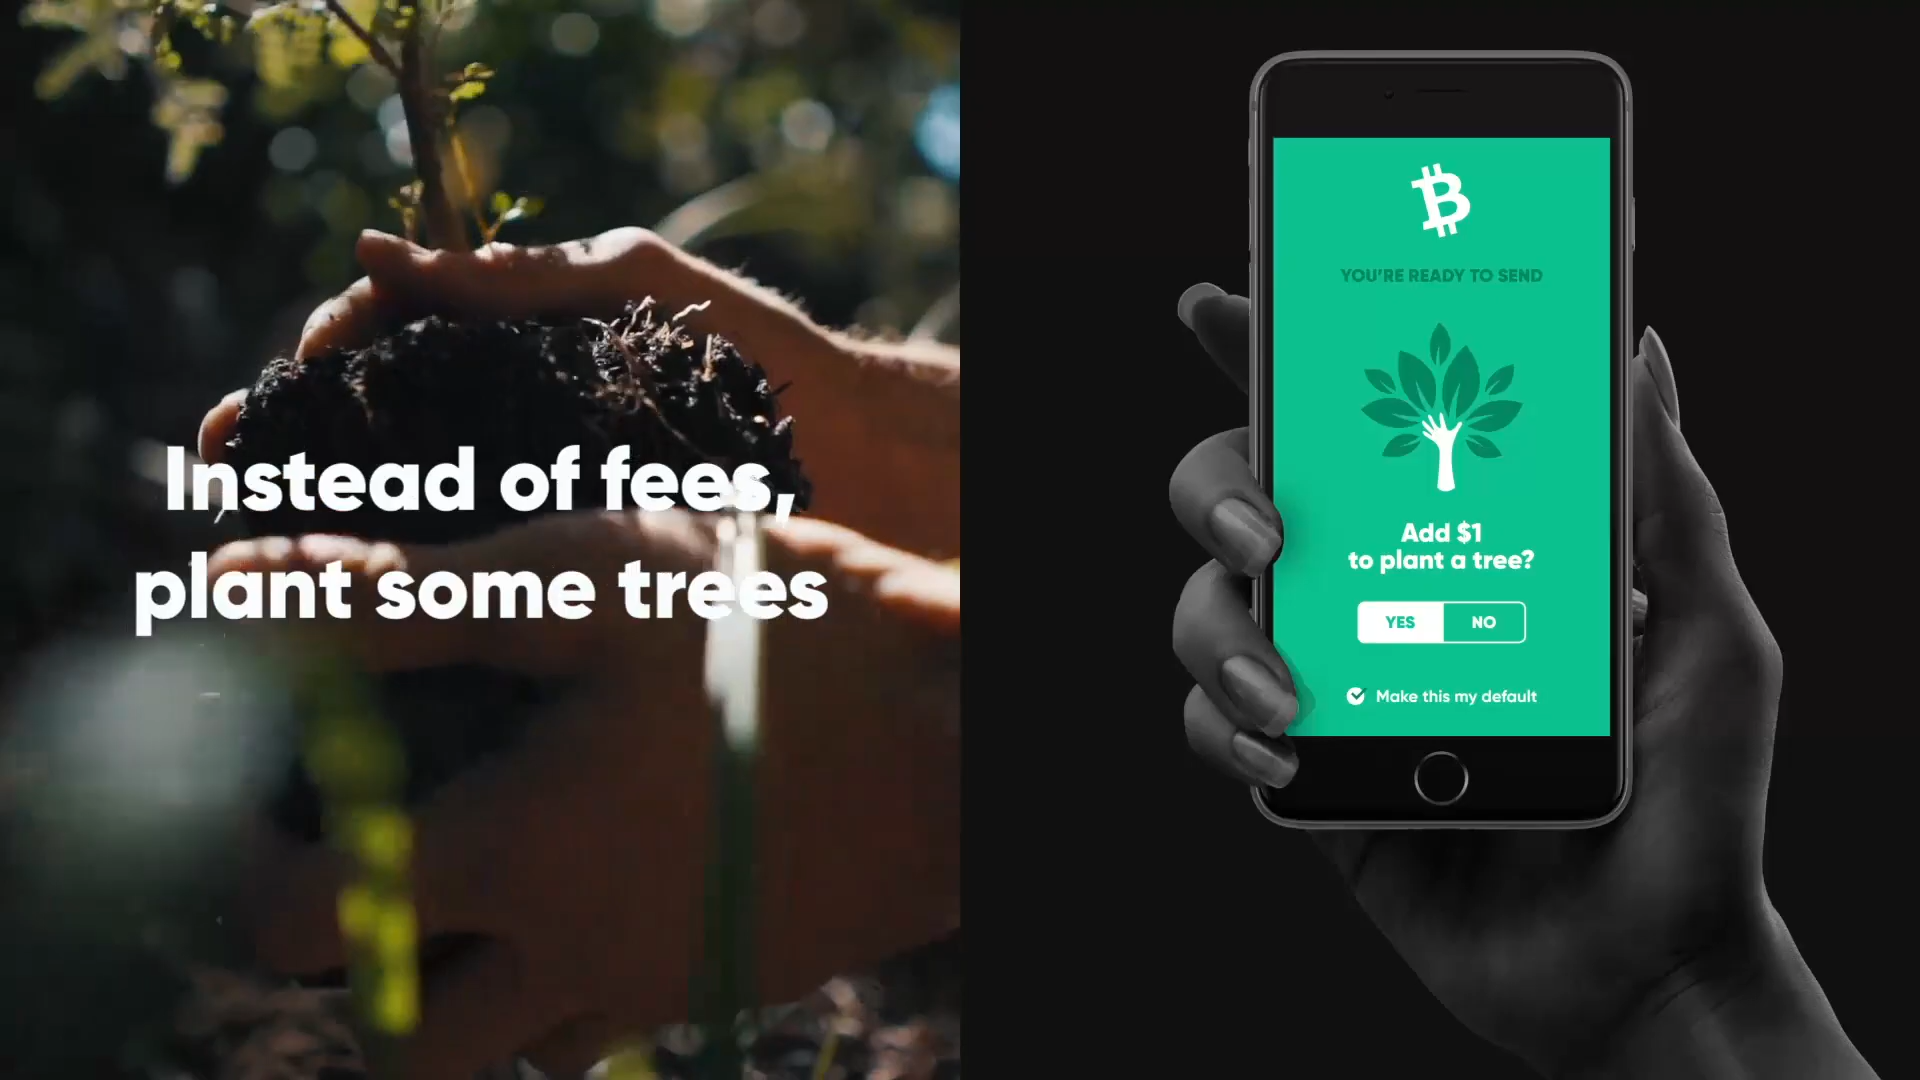 Instead of fees,
plant some trees
YOU'RE READY TO SEND
Add $1
to plant a tree?
YES NO
Make this my default